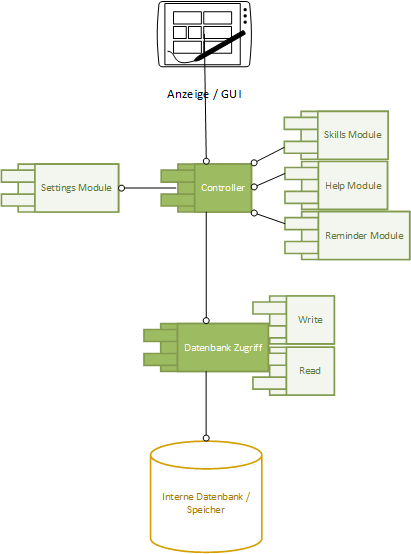 Anzeige / GUI
Skills Module
Settings Module
Controller
Help Module
Reminder Module
Write
Datenbank Zugriff
Read
Interne Datenbank /
Speicher